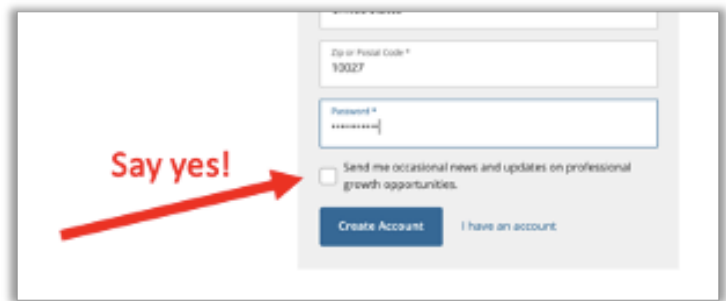 Zip or Postal Code *
10027
Password *
Say yes!
Send me occasional news and updates on professional
growth opportunities.
Create Account
I have an account